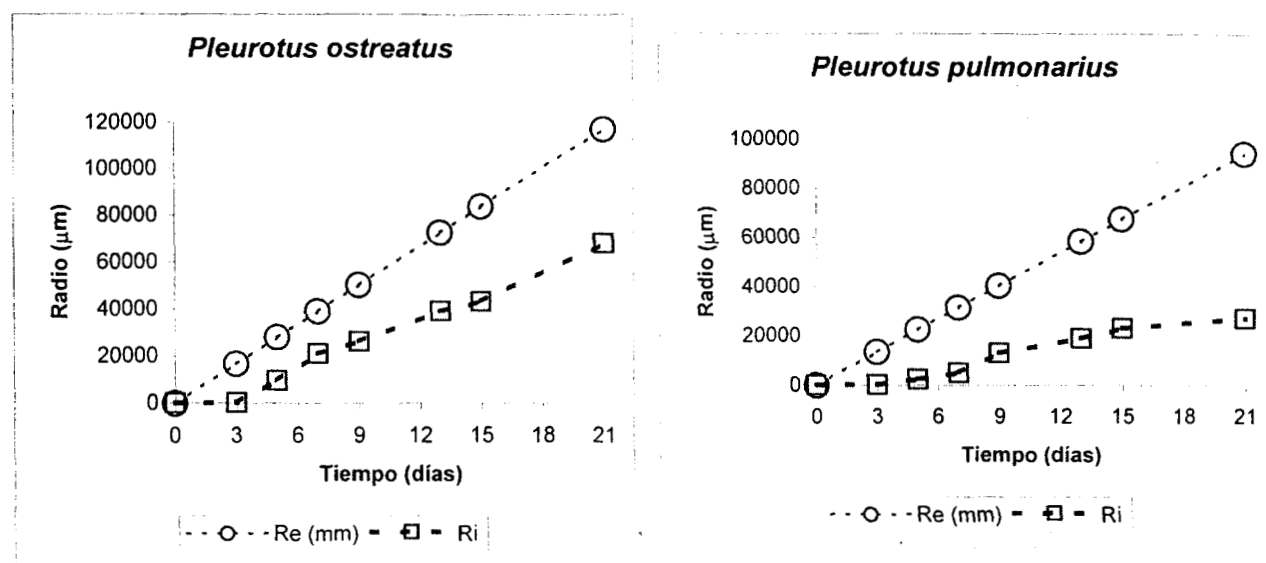 Pleurotus ostreatus
120000
100000
80000
60000
40000
20000
0
Radio (μm)
0 3 6 9 12 15 18 21
Tiempo (días)
Re (mm) Ri
Pleurotus pulmonarius
100000
80000
60000
40000
20000
0
Radio (μm)
0 3 6 9 12 15 18 21
Tiempo (días)
Re (mm) Ri